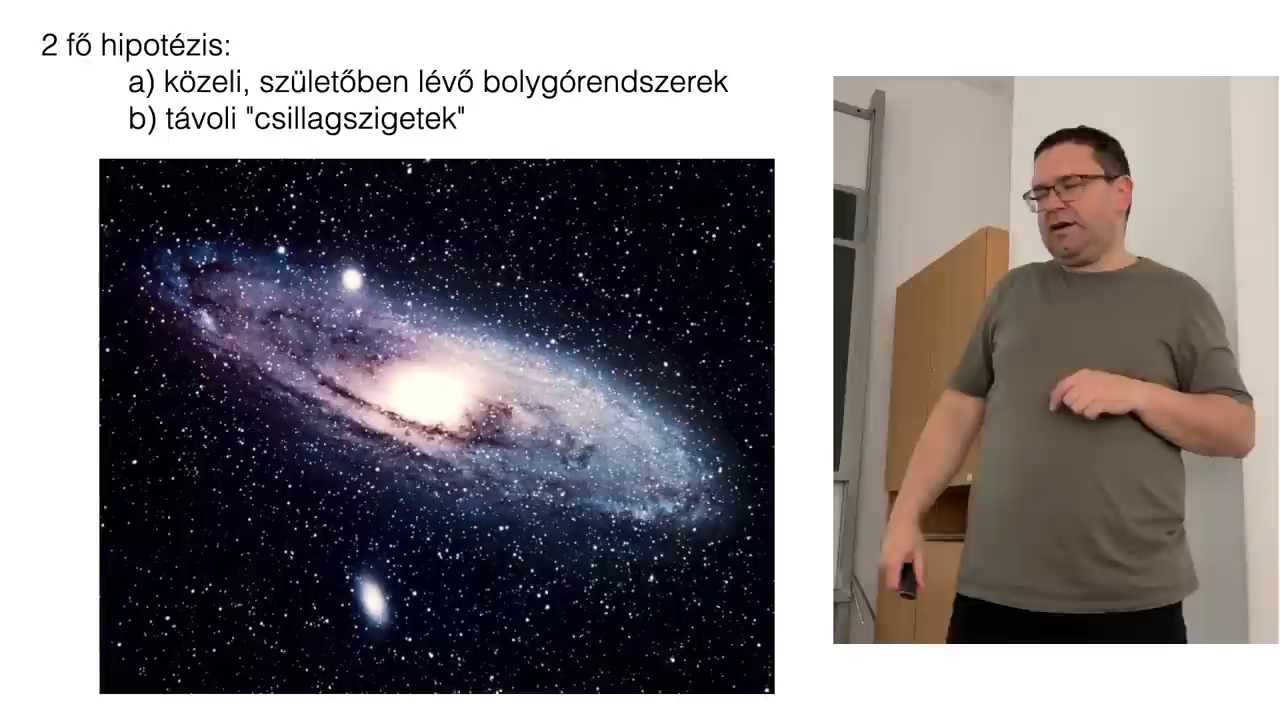 2 fő hipotézis:
a) közeli, születőben lévő bolygórendszerek
b) távoli "csillagszigetek"